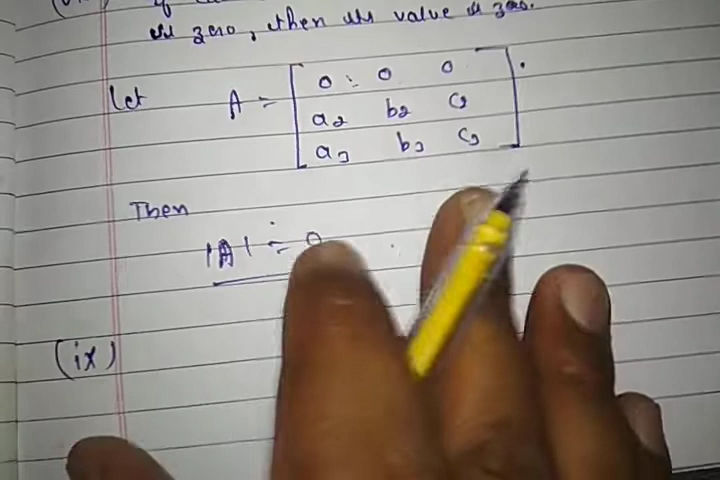 is zero, then its value is zero.
Let A = [ 0 0 0
a2 b2 c2
a3 b3 c3 ]
Then
|A| = 0
(ix)